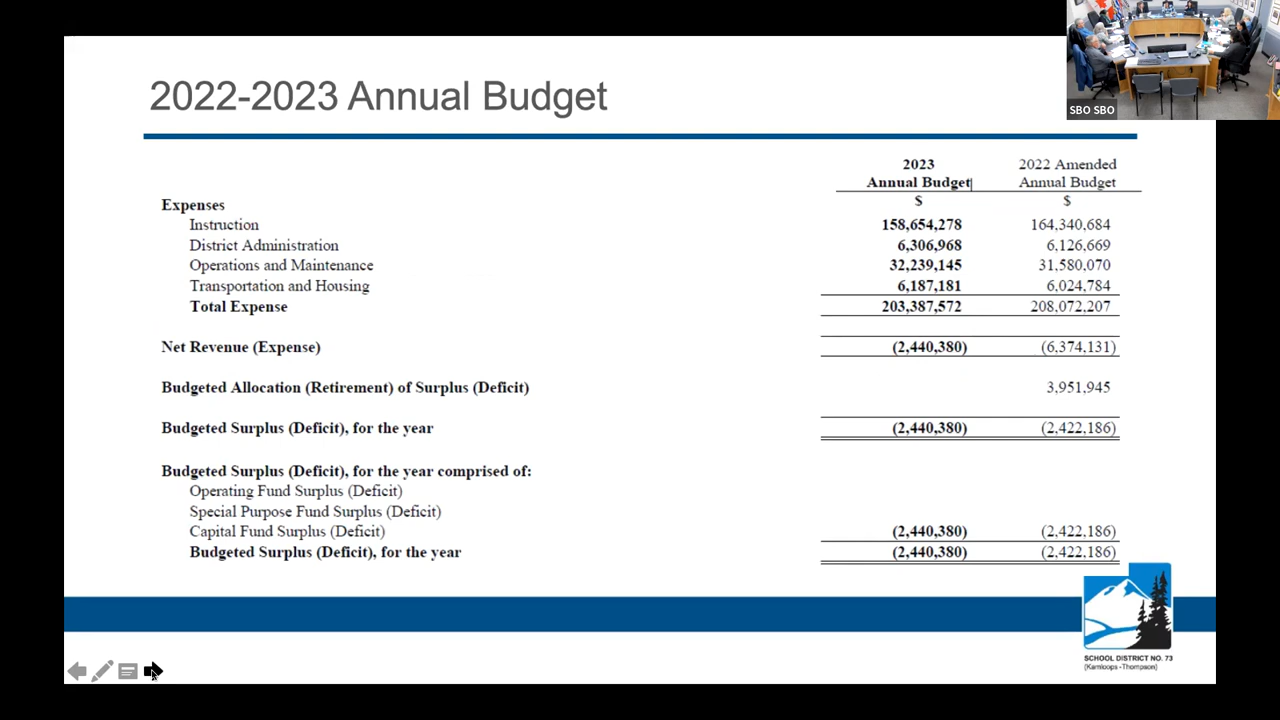 SBO SBO
2022-2023 Annual Budget
2023 2022 Amended
Annual Budget Annual Budget
Expenses $ $
Instruction 158,654,278 164,340,684
District Administration 6,306,968 6,126,669
Operations and Maintenance 32,239,145 31,580,070
Transportation and Housing 6,187,181 6,024,784
Total Expense 203,387,572 208,072,207
Net Revenue (Expense) (2,440,380) (6,374,131)
Budgeted Allocation (Retirement) of Surplus (Deficit) 3,951,945
Budgeted Surplus (Deficit), for the year (2,440,380) (2,422,186)
Budgeted Surplus (Deficit), for the year comprised of:
Operating Fund Surplus (Deficit)
Special Purpose Fund Surplus (Deficit)
Capital Fund Surplus (Deficit) (2,440,380) (2,422,186)
Budgeted Surplus (Deficit), for the year (2,440,380) (2,422,186)
SCHOOL DISTRICT NO. 73
(Kamloops - Thompson)